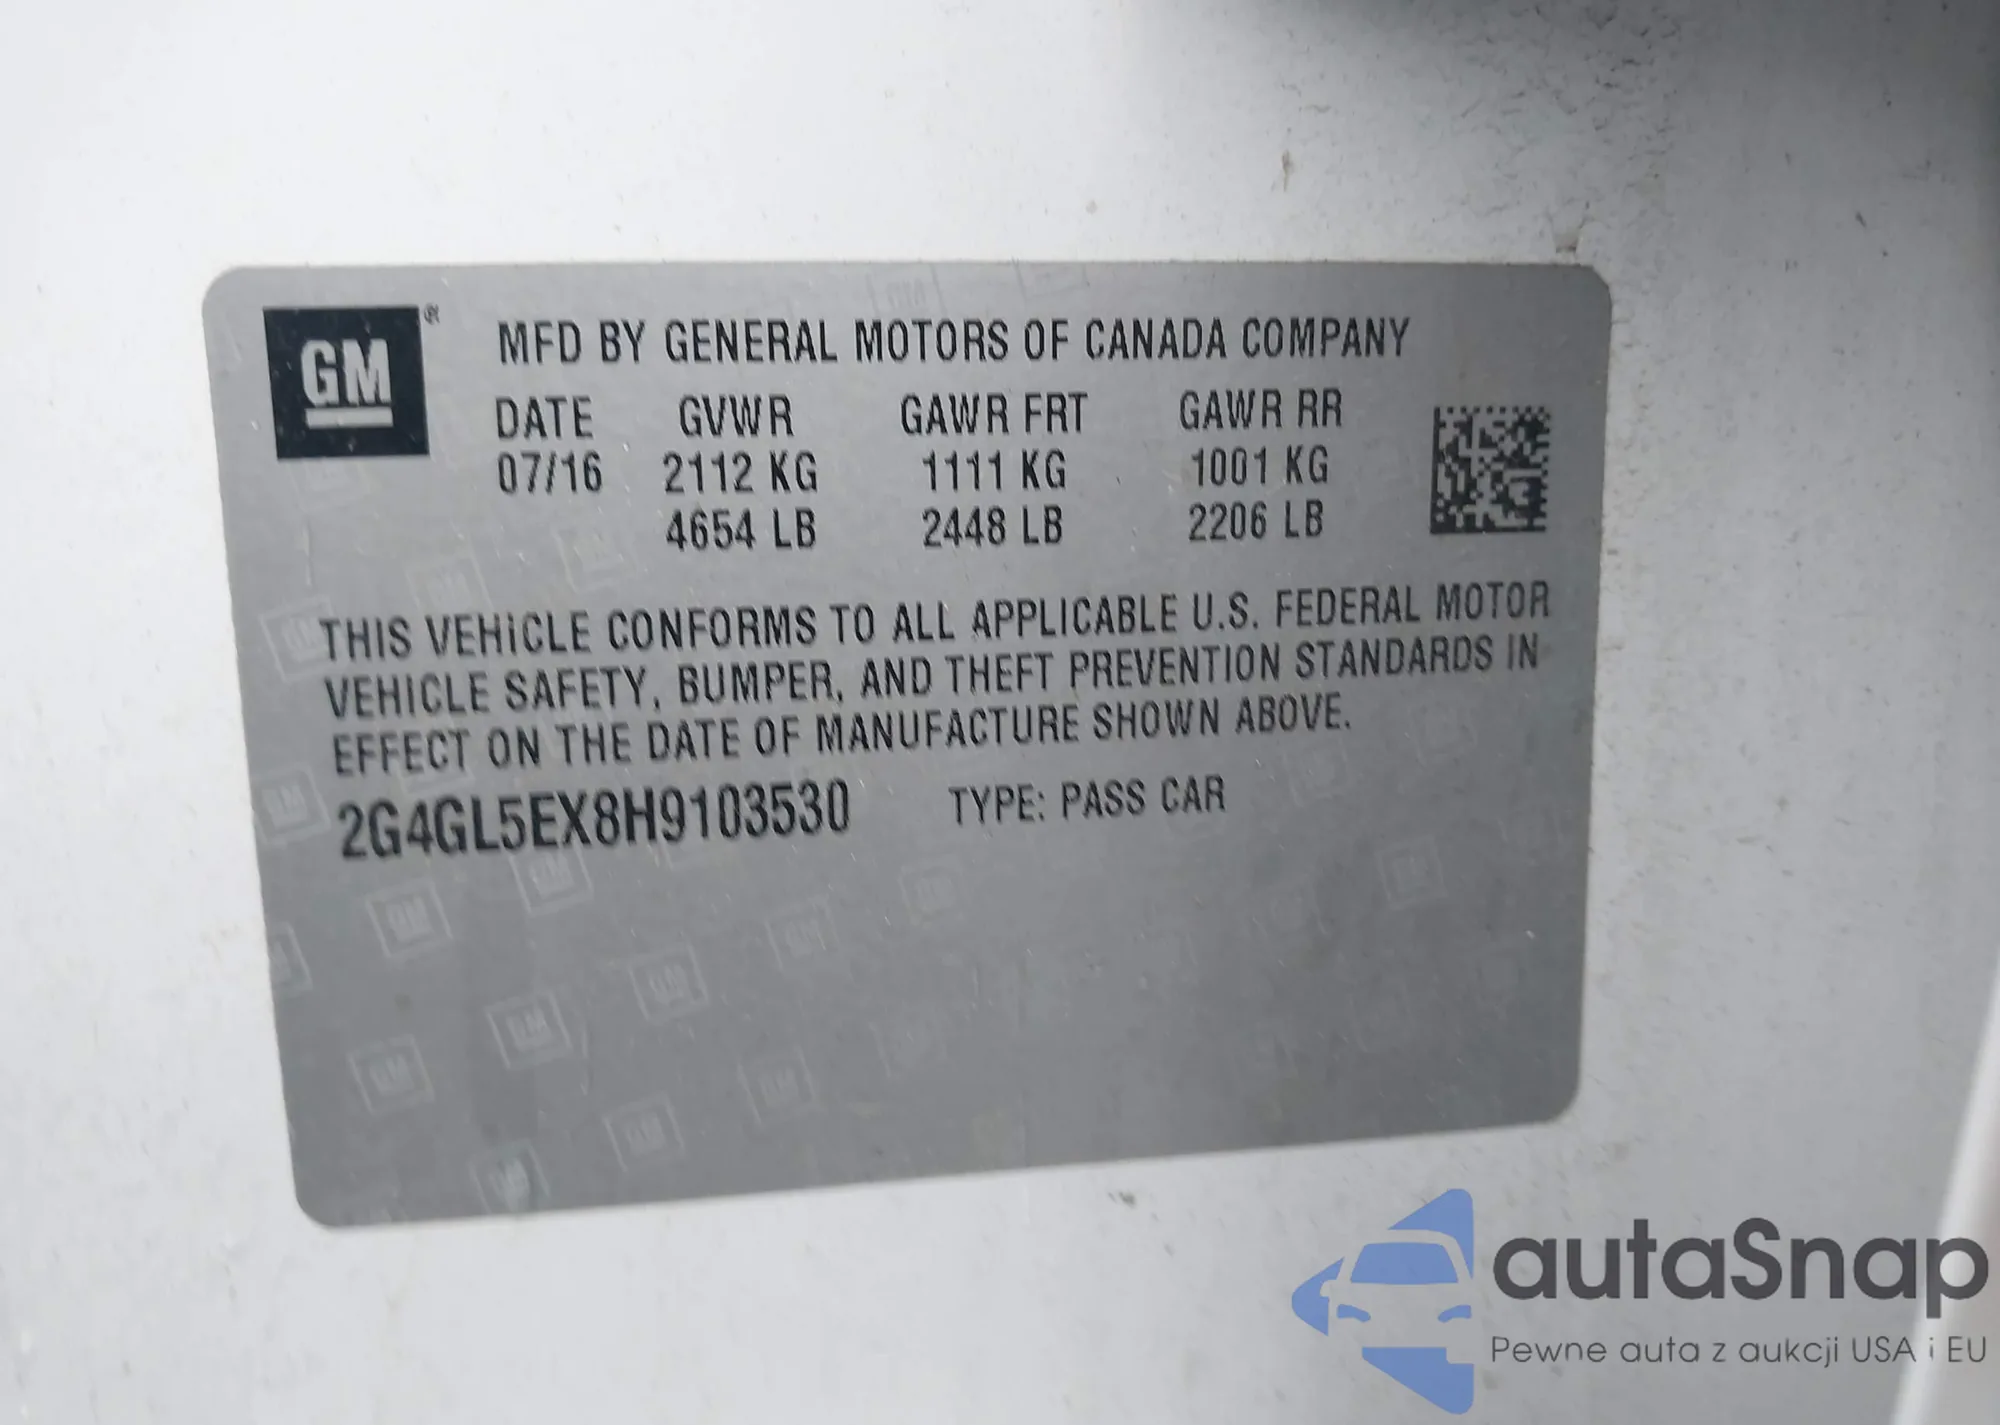 GM®
MFD BY GENERAL MOTORS OF CANADA COMPANY
DATE GVWR GAWR FRT GAWR RR
07/16 2112 KG 1111 KG 1001 KG
4654 LB 2448 LB 2206 LB
THIS VEHICLE CONFORMS TO ALL APPLICABLE U.S. FEDERAL MOTOR
VEHICLE SAFETY, BUMPER, AND THEFT PREVENTION STANDARDS IN
EFFECT ON THE DATE OF MANUFACTURE SHOWN ABOVE.
2G4GL5EX8H9103530 TYPE: PASS CAR
autaSnap
Pewne auta z aukcji USA i EU